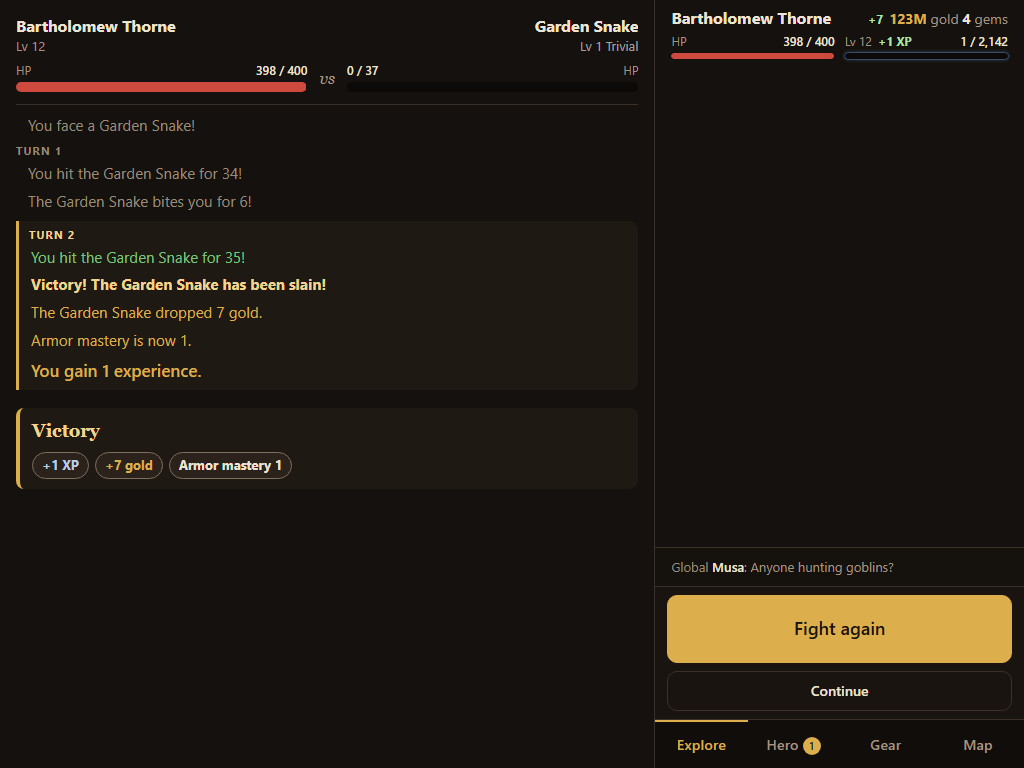 Bartholomew Thorne
Garden Snake
Lv 12
Lv 1 Trivial
HP
398 / 400
vs
0 / 37
HP
You face a Garden Snake!
TURN 1
You hit the Garden Snake for 34!
The Garden Snake bites you for 6!
TURN 2
You hit the Garden Snake for 35!
Victory! The Garden Snake has been slain!
The Garden Snake dropped 7 gold.
Armor mastery is now 1.
You gain 1 experience.
Victory
+1 XP
+7 gold
Armor mastery 1
Bartholomew Thorne
+7 123M gold 4 gems
HP
398 / 400
Lv 12 +1 XP
1 / 2,142
Global Musa: Anyone hunting goblins?
Fight again
Continue
Explore
Hero 1
Gear
Map